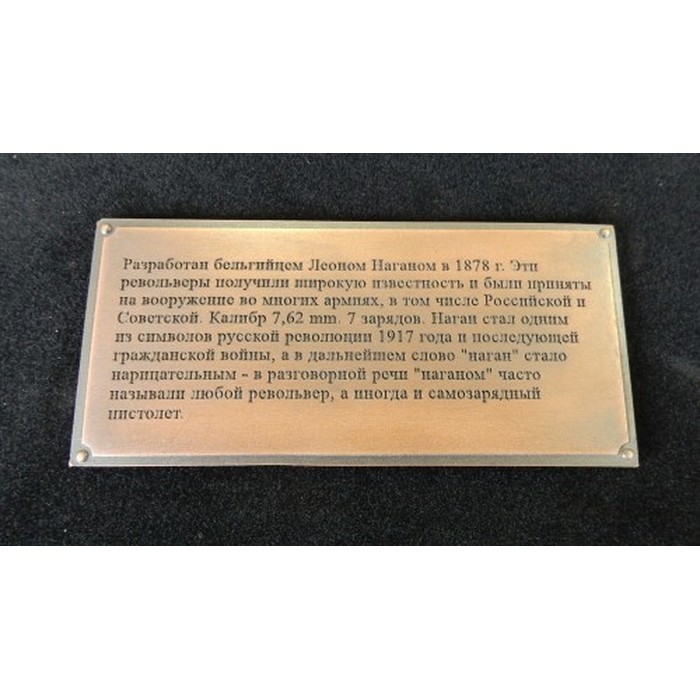 Разработан бельгийцем Леоном Наганом в 1878 г. Эти
револьверы получили широкую известность и были приняты
на вооружение во многих армиях, в том числе Российской и
Советской. Калибр 7,62 mm. 7 зарядов. Наган стал одним
из символов русской революции 1917 года и последующей
гражданской войны, а в дальнейшем слово "наган" стало
нарицательным - в разговорной речи "наганом" часто
называли любой револьвер, а иногда и самозарядный
пистолет.